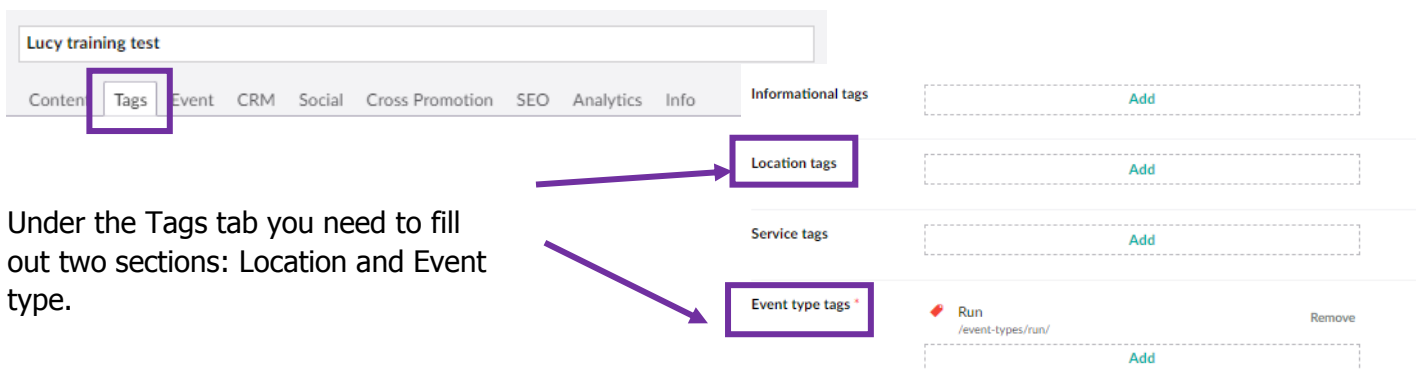 Lucy training test
Content Tags Event CRM Social Cross Promotion SEO Analytics Info
Under the Tags tab you need to fill
out two sections: Location and Event
type.
Informational tags Add
Location tags Add
Service tags Add
Event type tags *
Run Remove
/event-types/run/
Add